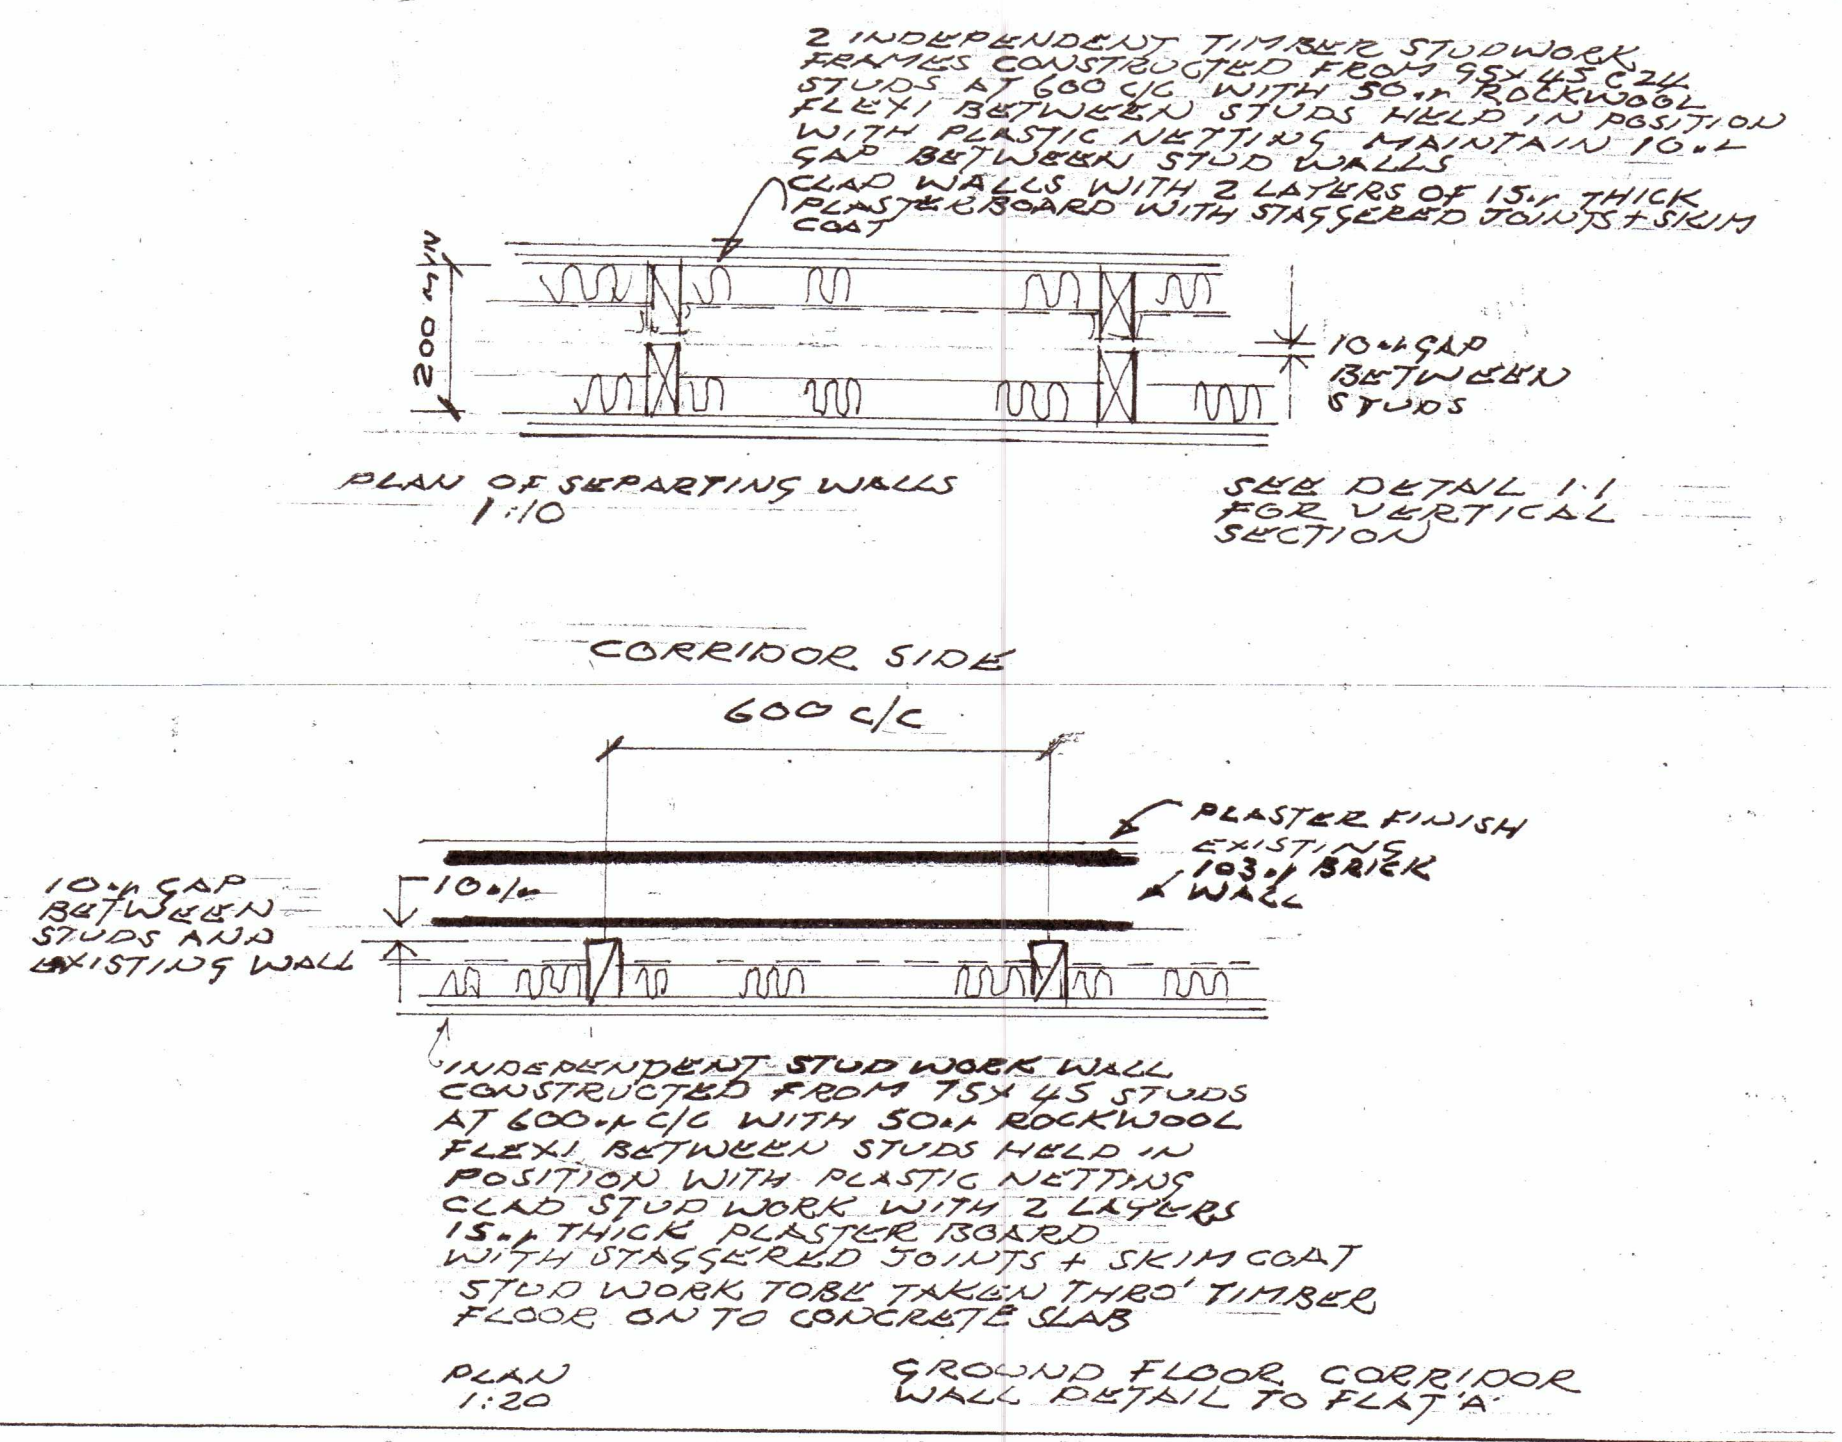 2 INDEPENDENT TIMBER STUDWORK
FRAMES CONSTRUCTED FROM 95X45 C24
STUDS AT 600 C/C WITH 50mm ROCKWOOL
FLEXI BETWEEN STUDS HELD IN POSITION
WITH PLASTIC NETTING MAINTAIN 10mm
GAP BETWEEN STUD WALLS
CLAD WALLS WITH 2 LAYERS OF 15mm THICK
PLASTERBOARD WITH STAGGERED JOINTS + SKIM
COAT
200mm MIN
10mm GAP
BETWEEN
STUDS
PLAN OF SEPARTING WALLS
1:10
SEE DETAIL 1.1
FOR VERTICAL
SECTION
CORRIDOR SIDE
600 C/C
PLASTER FINISH
EXISTING
103mm BRICK
WALL
10mm GAP
BETWEEN
STUDS AND
EXISTING WALL
10mm
INDEPENDENT STUD WORK WALL
CONSTRUCTED FROM 75X45 STUDS
AT 600mm C/C WITH 50mm ROCKWOOL
FLEXI BETWEEN STUDS HELD IN
POSITION WITH PLASTIC NETTING
CLAD STUD WORK WITH 2 LAYERS
15mm THICK PLASTER BOARD
WITH STAGGERED JOINTS + SKIM COAT
STUD WORK TOBE TAKEN THRO' TIMBER
FLOOR ON TO CONCRETE SLAB
PLAN
1:20
GROUND FLOOR CORRIDOR
WALL DETAIL TO FLAT 'A'